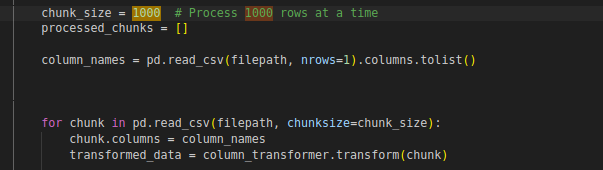 chunk_size = 1000  # Process 1000 rows at a time
processed_chunks = []
column_names = pd.read_csv(filepath, nrows=1).columns.tolist()
for chunk in pd.read_csv(filepath, chunksize=chunk_size):
    chunk.columns = column_names
    transformed_data = column_transformer.transform(chunk)